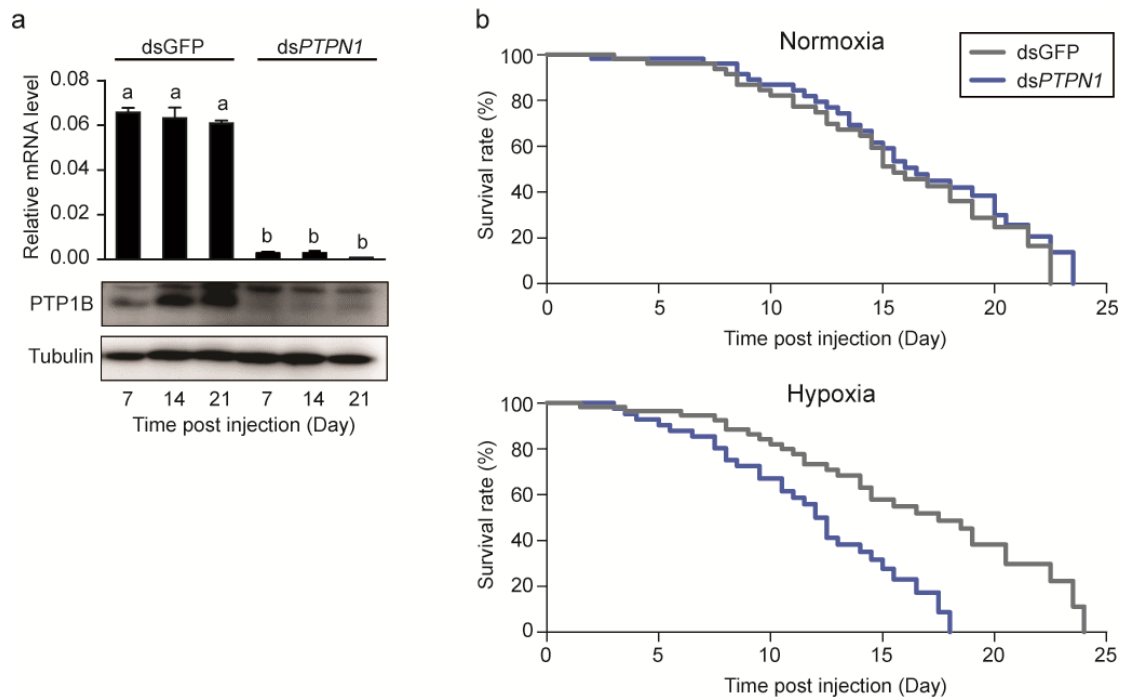 a
dsGFP dsPTPN1
Relative mRNA level
0.08
0.06
0.04
0.02
0.00
a a a b b b
PTP1B
Tubulin
7 14 21 7 14 21
Time post injection (Day)
b
Normoxia
dsGFP
dsPTPN1
Survival rate (%)
100
80
60
40
20
0
0 5 10 15 20 25
Time post injection (Day)
Hypoxia
Survival rate (%)
100
80
60
40
20
0
0 5 10 15 20 25
Time post injection (Day)